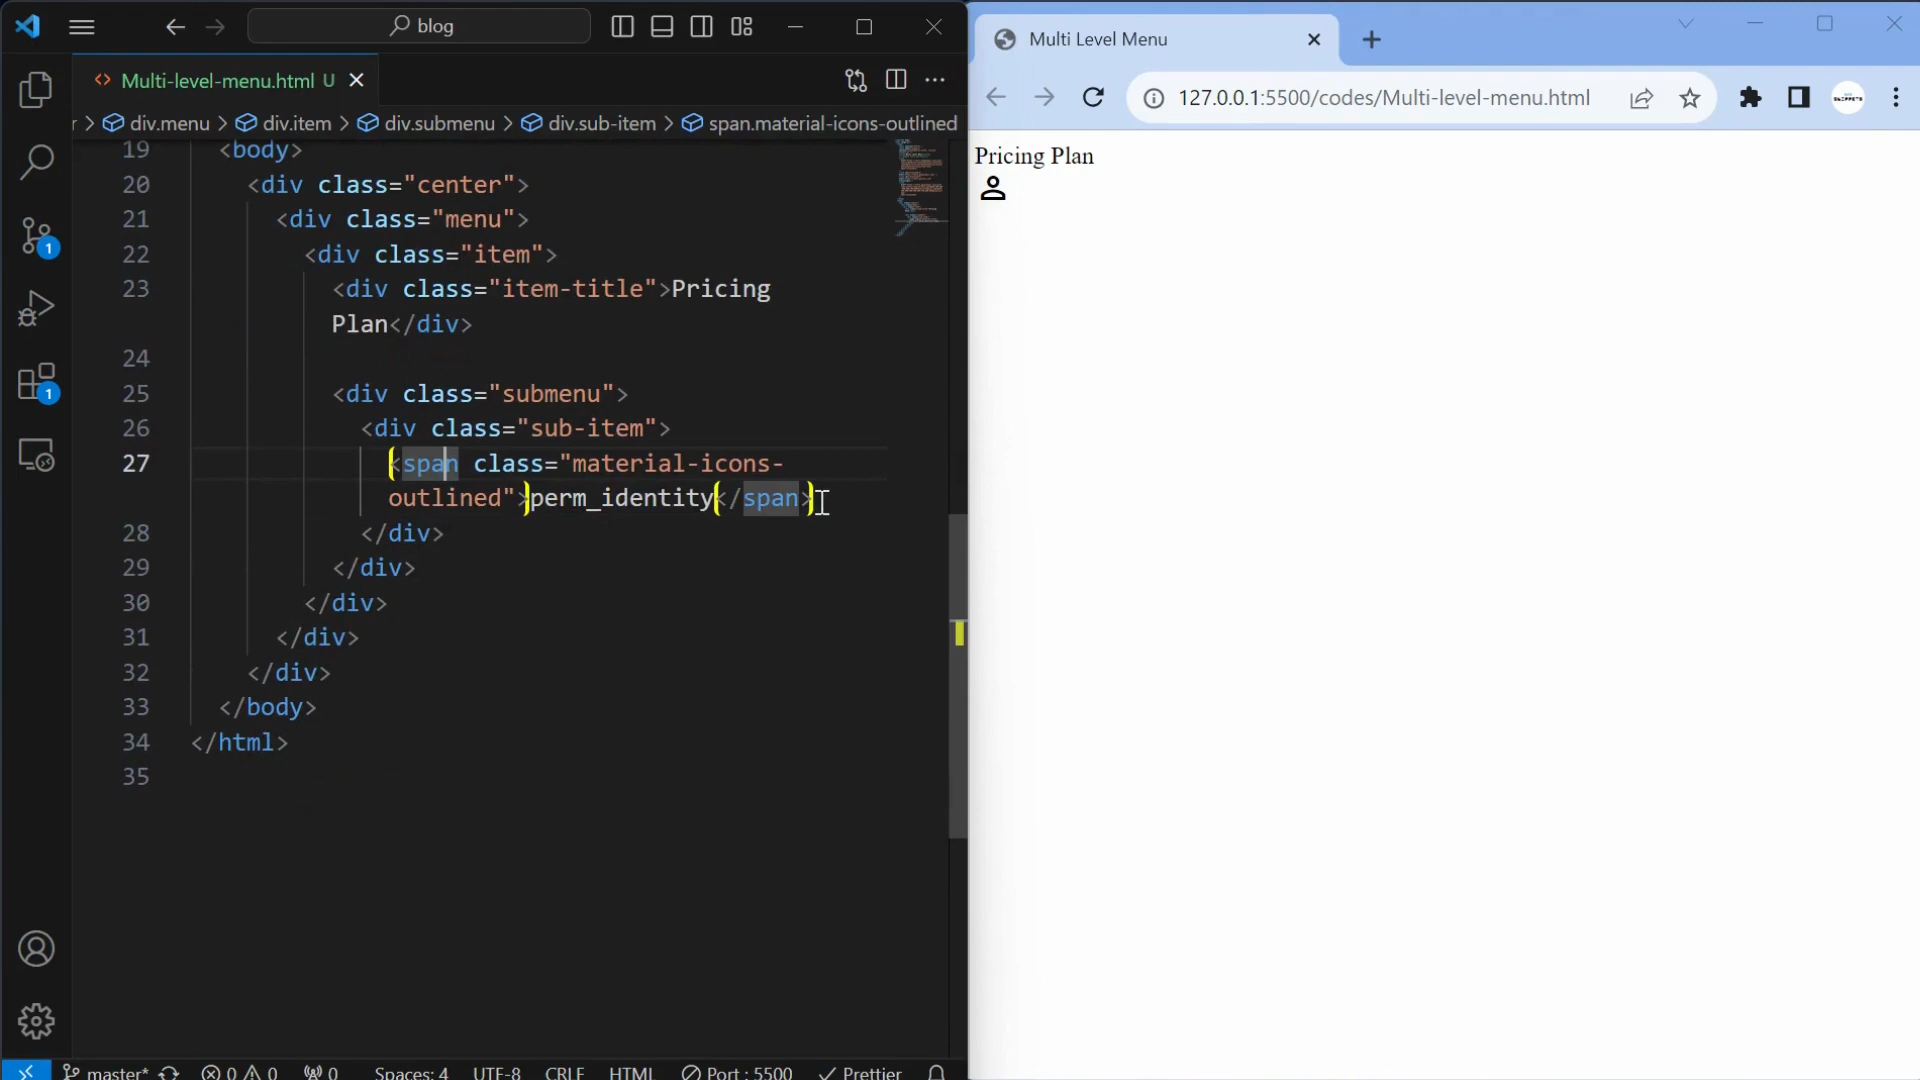 blog
Multi-level-menu.html U
r > div.menu > div.item > div.submenu > div.sub-item > span.material-icons-outlined
19 <body>
20 <div class="center">
21 <div class="menu">
22 <div class="item">
23 <div class="item-title">Pricing
Plan</div>
24
25 <div class="submenu">
26 <div class="sub-item">
27 <span class="material-icons-
outlined">perm_identity</span>
28 </div>
29 </div>
30 </div>
31 </div>
32 </div>
33 </body>
34 </html>
35
1
1
master* 0 0 0 Spaces: 4 UTF-8 CRLF HTML Port : 5500 Prettier
Multi Level Menu
127.0.0.1:5500/codes/Multi-level-menu.html
Pricing Plan